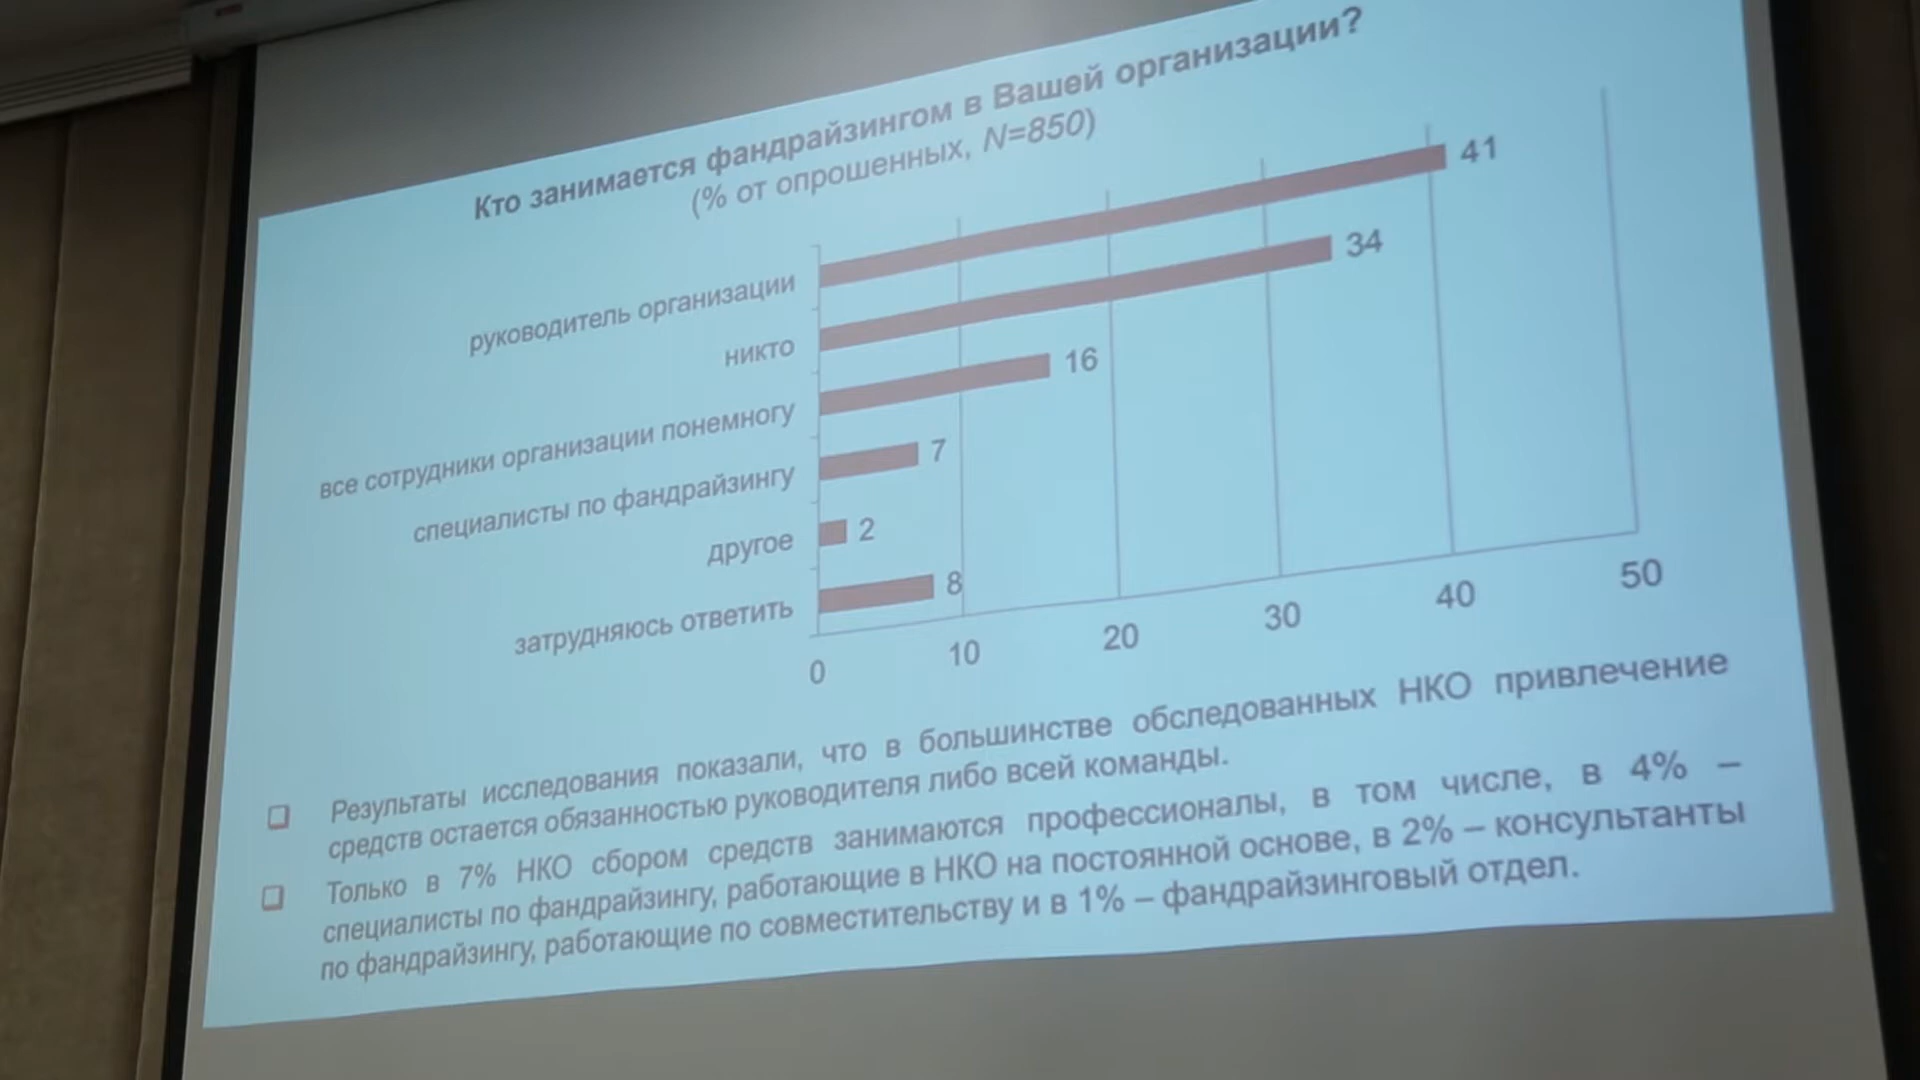 Кто занимается фандрайзингом в Вашей организации?
(% от опрошенных, N=850)
руководитель организации 41
никто 34
все сотрудники организации понемногу 16
специалисты по фандрайзингу 7
другое 2
затрудняюсь ответить 8
0 10 20 30 40 50
Результаты исследования показали, что в большинстве обследованных НКО привлечение
средств остается обязанностью руководителя либо всей команды.
Только в 7% НКО сбором средств занимаются профессионалы, в том числе, в 4% –
специалисты по фандрайзингу, работающие в НКО на постоянной основе, в 2% – консультанты
по фандрайзингу, работающие по совместительству и в 1% – фандрайзинговый отдел.